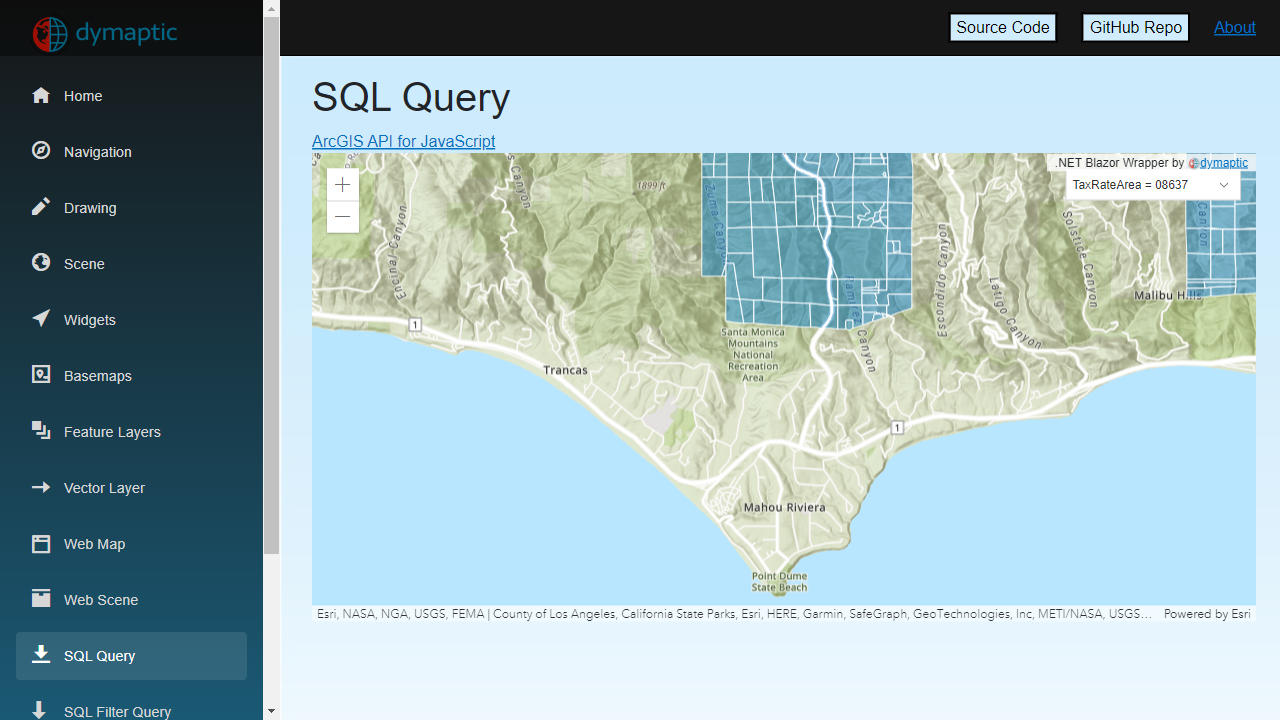 dymaptic
Source Code
GitHub Repo
About
Home
Navigation
Drawing
Scene
Widgets
Basemaps
Feature Layers
Vector Layer
Web Map
Web Scene
SQL Query
SQL Filter Query
SQL Query
ArcGIS API for JavaScript
.NET Blazor Wrapper by dymaptic
TaxRateArea = 08637
1899 ft
Encinal Canyon
Canyon
Zuma Canyon
Ramirez Canyon
Escondido Canyon
Latigo Canyon
Solstice Canyon
Canyon
Malibu Hills
1
Santa Monica
Mountains
National
Recreation
Area
Trancas
1
Mahou Riviera
Point Dume
State Beach
Esri, NASA, NGA, USGS, FEMA | County of Los Angeles, California State Parks, Esri, HERE, Garmin, SafeGraph, GeoTechnologies, Inc, METI/NASA, USGS…
Powered by Esri